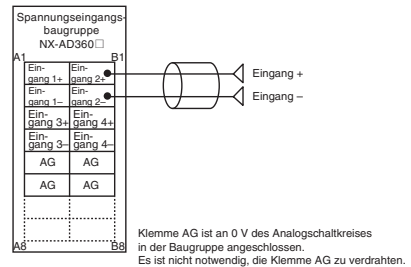 Spannungseingangs-
baugruppe
NX-AD360□
A1 B1
Ein-
gang 1+
Ein-
gang 2+
Eingang +
Ein-
gang 1–
Ein-
gang 2–
Eingang –
Ein-
gang 3+
Ein-
gang 4+
Ein-
gang 3–
Ein-
gang 4–
AG AG
AG AG
A8 B8
Klemme AG ist an 0 V des Analogschaltkreises
in der Baugruppe angeschlossen.
Es ist nicht notwendig, die Klemme AG zu verdrahten.